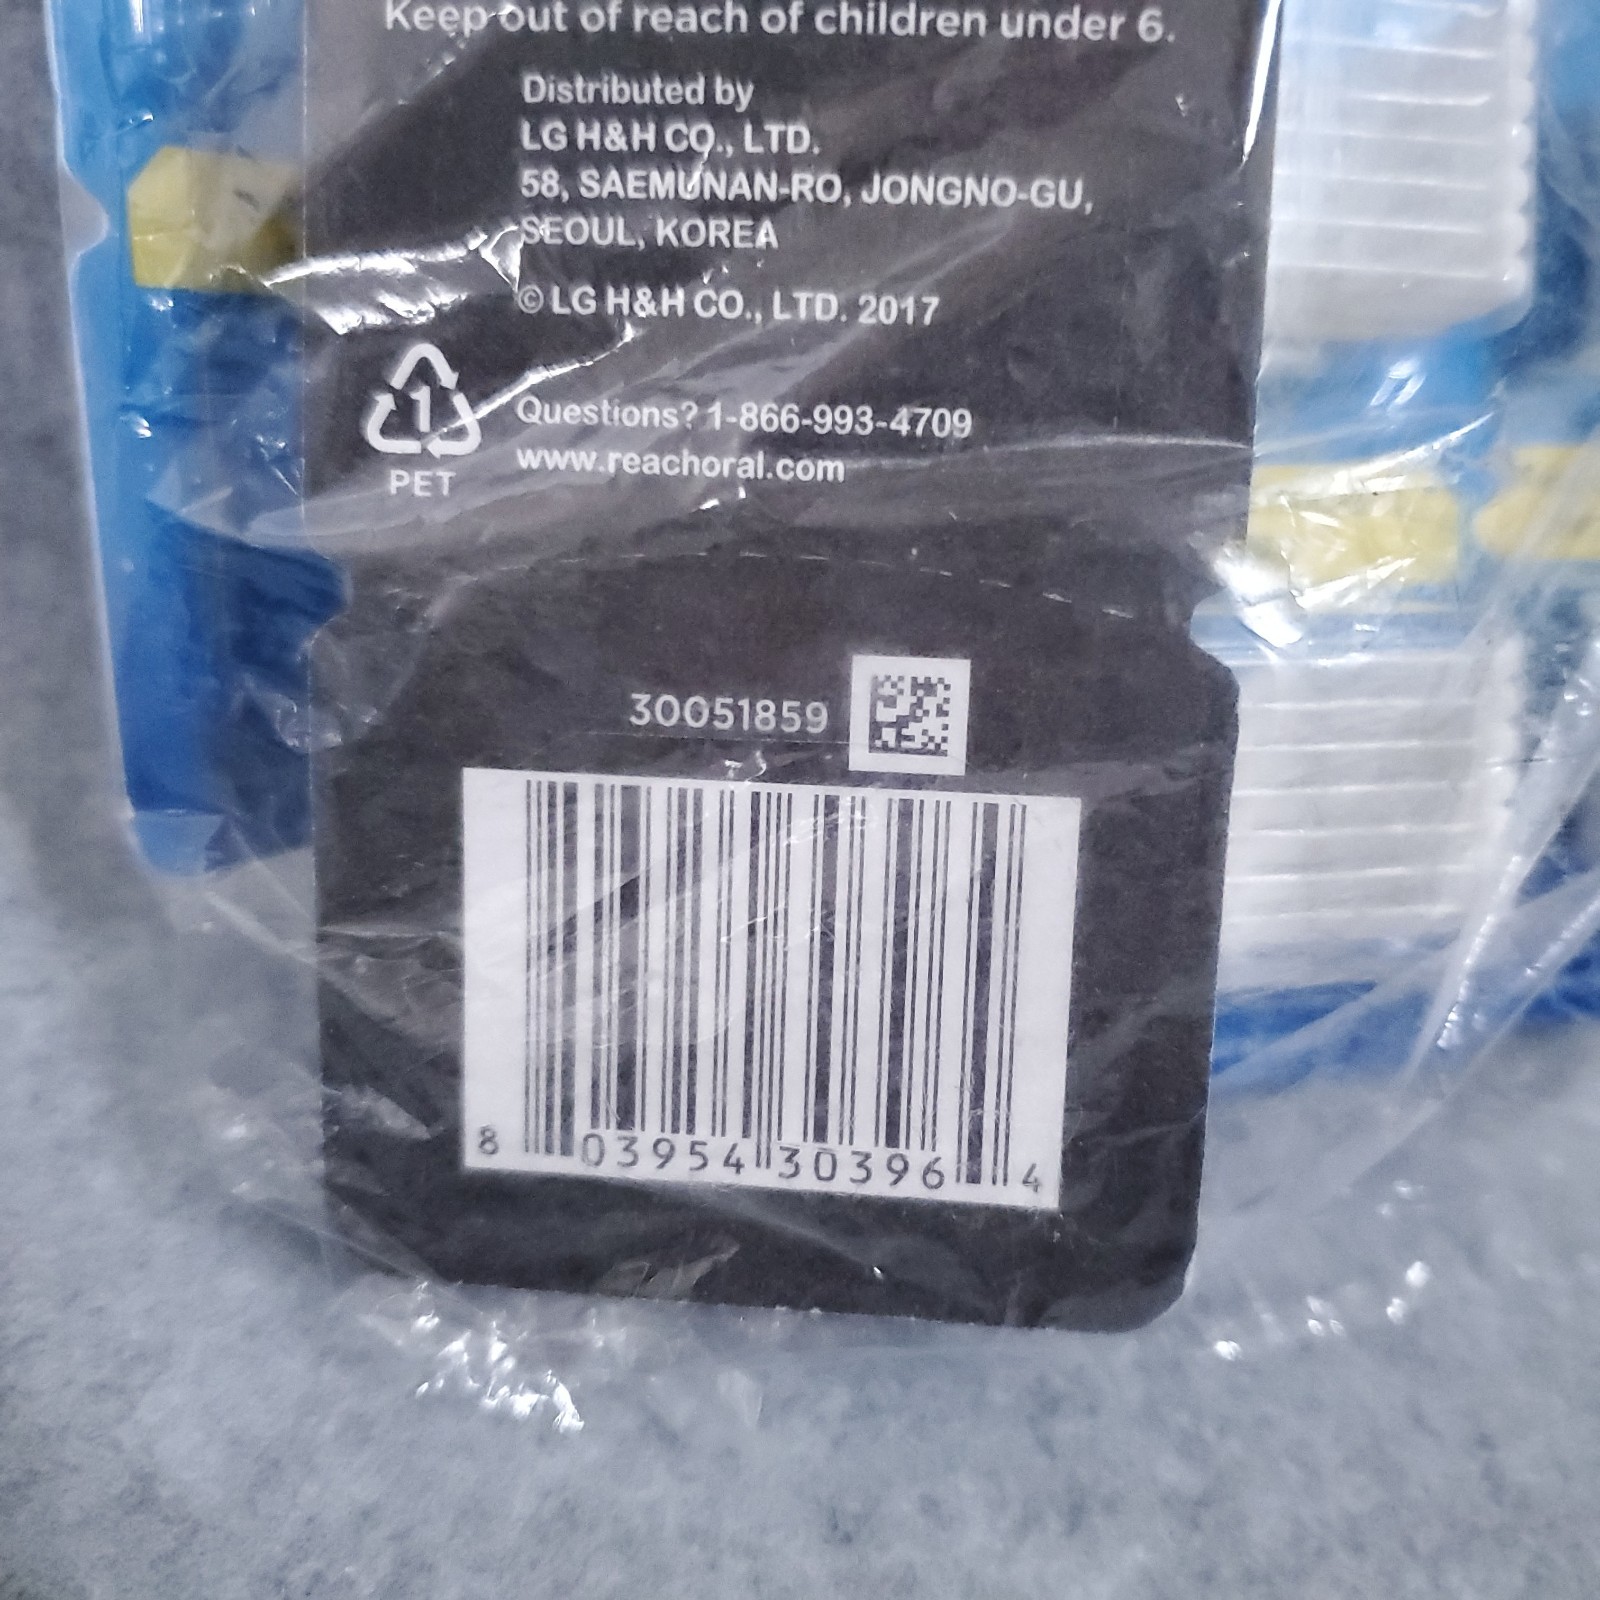 Keep out of reach of children under 6.
Distributed by
LG H&H CO., LTD.
58, SAEMUNAN-RO, JONGNO-GU,
SEOUL, KOREA
© LG H&H CO., LTD. 2017
1
PET
Questions? 1-866-993-4709
www.reachoral.com
30051859
8 03954 30396 4